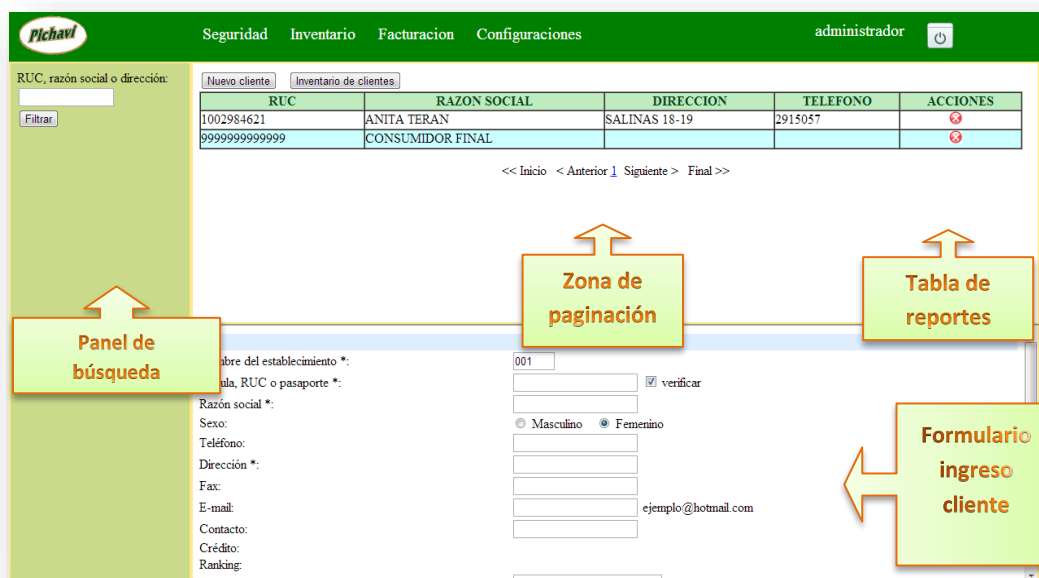 Pichavi
Seguridad Inventario Facturacion Configuraciones administrador
RUC, razón social o dirección:
Filtrar
Nuevo cliente Inventario de clientes
RUC RAZON SOCIAL DIRECCION TELEFONO ACCIONES
1002984621 ANITA TERAN SALINAS 18-19 2915057
9999999999999 CONSUMIDOR FINAL
<< Inicio < Anterior 1 Siguiente > Final >>
Zona de
paginación
Tabla de
reportes
Panel de
búsqueda
del establecimiento *: 001
RUC o pasaporte *: verificar
Razón social *:
Sexo: Masculino Femenino
Teléfono:
Dirección *:
Fax:
E-mail: ejemplo@hotmail.com
Contacto:
Crédito:
Ranking:
Formulario
ingreso
cliente